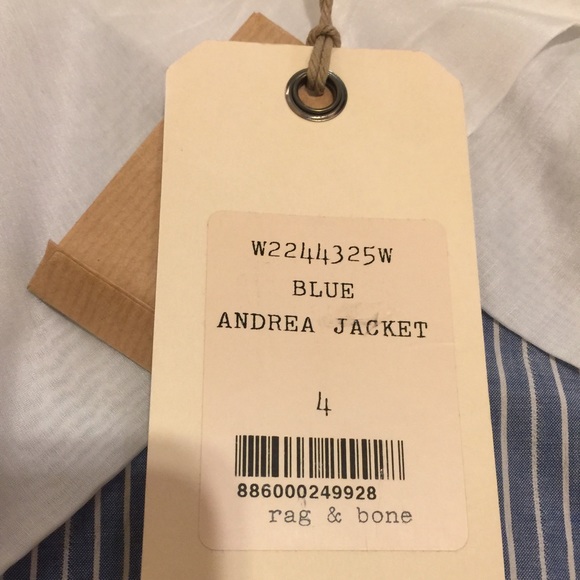 W2244325W
BLUE
ANDREA JACKET
4
886000249928
rag & bone